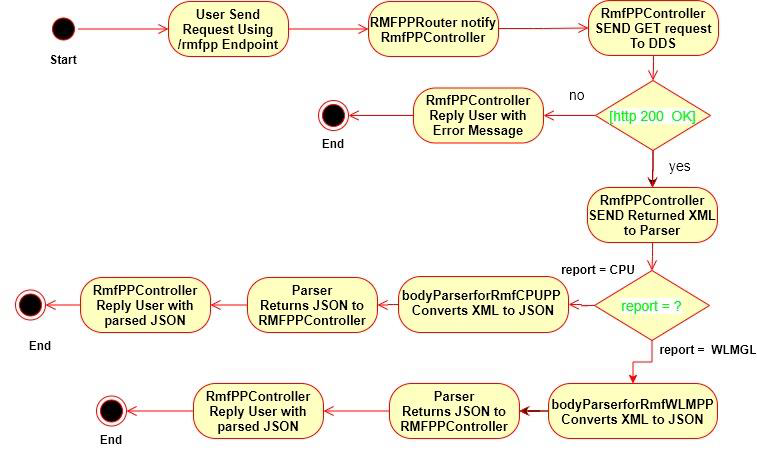 Start
User Send
Request Using
/rmfpp Endpoint
RMFPPRouter notify
RmfPPController
RmfPPController
SEND GET request
To DDS
[http 200 OK]
no
RmfPPController
Reply User with
Error Message
End
yes
RmfPPController
SEND Returned XML
to Parser
report = ?
report = CPU
bodyParserforRmfCPUPP
Converts XML to JSON
Parser
Returns JSON to
RMFPPController
RmfPPController
Reply User with
parsed JSON
End
report = WLMGL
bodyParserforRmfWLMPP
Converts XML to JSON
Parser
Returns JSON to
RMFPPController
RmfPPController
Reply User with
parsed JSON
End